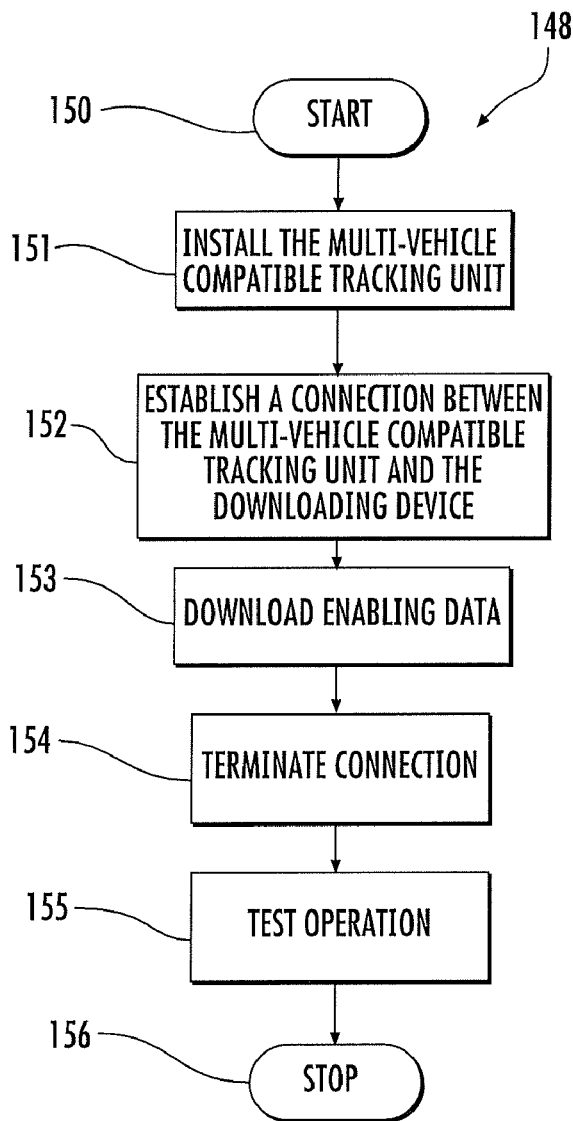 148
150
START
151
INSTALL THE MULTI-VEHICLE
COMPATIBLE TRACKING UNIT
152
ESTABLISH A CONNECTION BETWEEN
THE MULTI-VEHICLE COMPATIBLE
TRACKING UNIT AND THE
DOWNLOADING DEVICE
153
DOWNLOAD ENABLING DATA
154
TERMINATE CONNECTION
155
TEST OPERATION
156
STOP